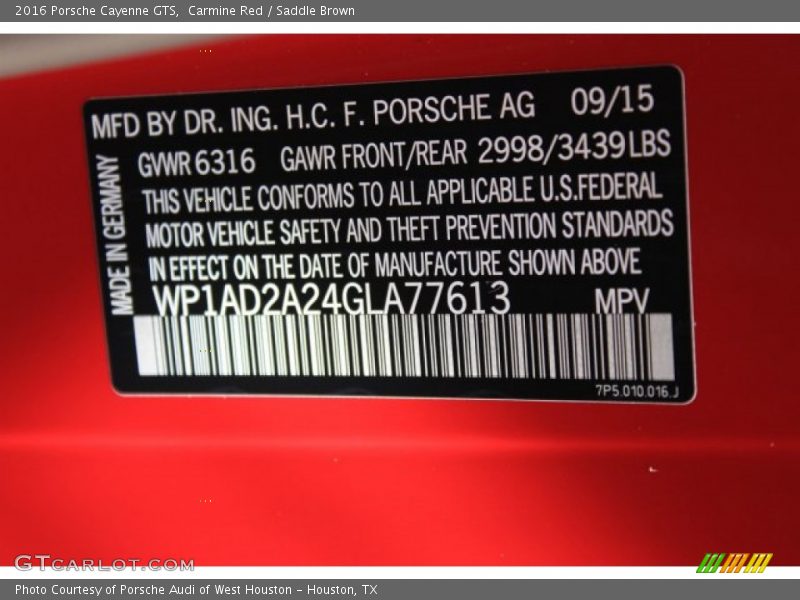 2016 Porsche Cayenne GTS, Carmine Red / Saddle Brown
MFD BY DR. ING. H.C. F. PORSCHE AG 09/15
GVWR 6316 GAWR FRONT/REAR 2998/3439 LBS
THIS VEHICLE CONFORMS TO ALL APPLICABLE U.S.FEDERAL
MOTOR VEHICLE SAFETY AND THEFT PREVENTION STANDARDS
IN EFFECT ON THE DATE OF MANUFACTURE SHOWN ABOVE
WP1AD2A24GLA77613 MPV
MADE IN GERMANY
7P5.010.016.J
GTCARLOT.COM
Photo Courtesy of Porsche Audi of West Houston - Houston, TX